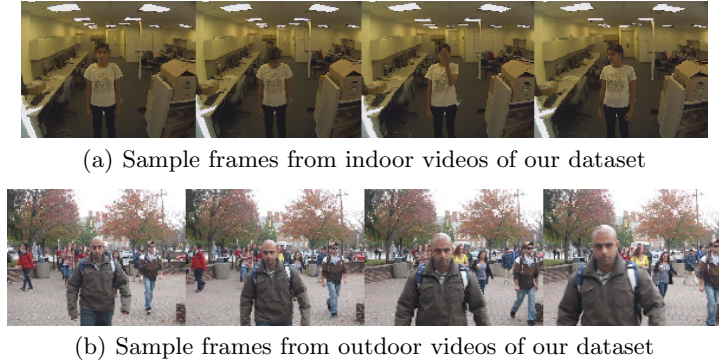 (a) Sample frames from indoor videos of our dataset
(b) Sample frames from outdoor videos of our dataset